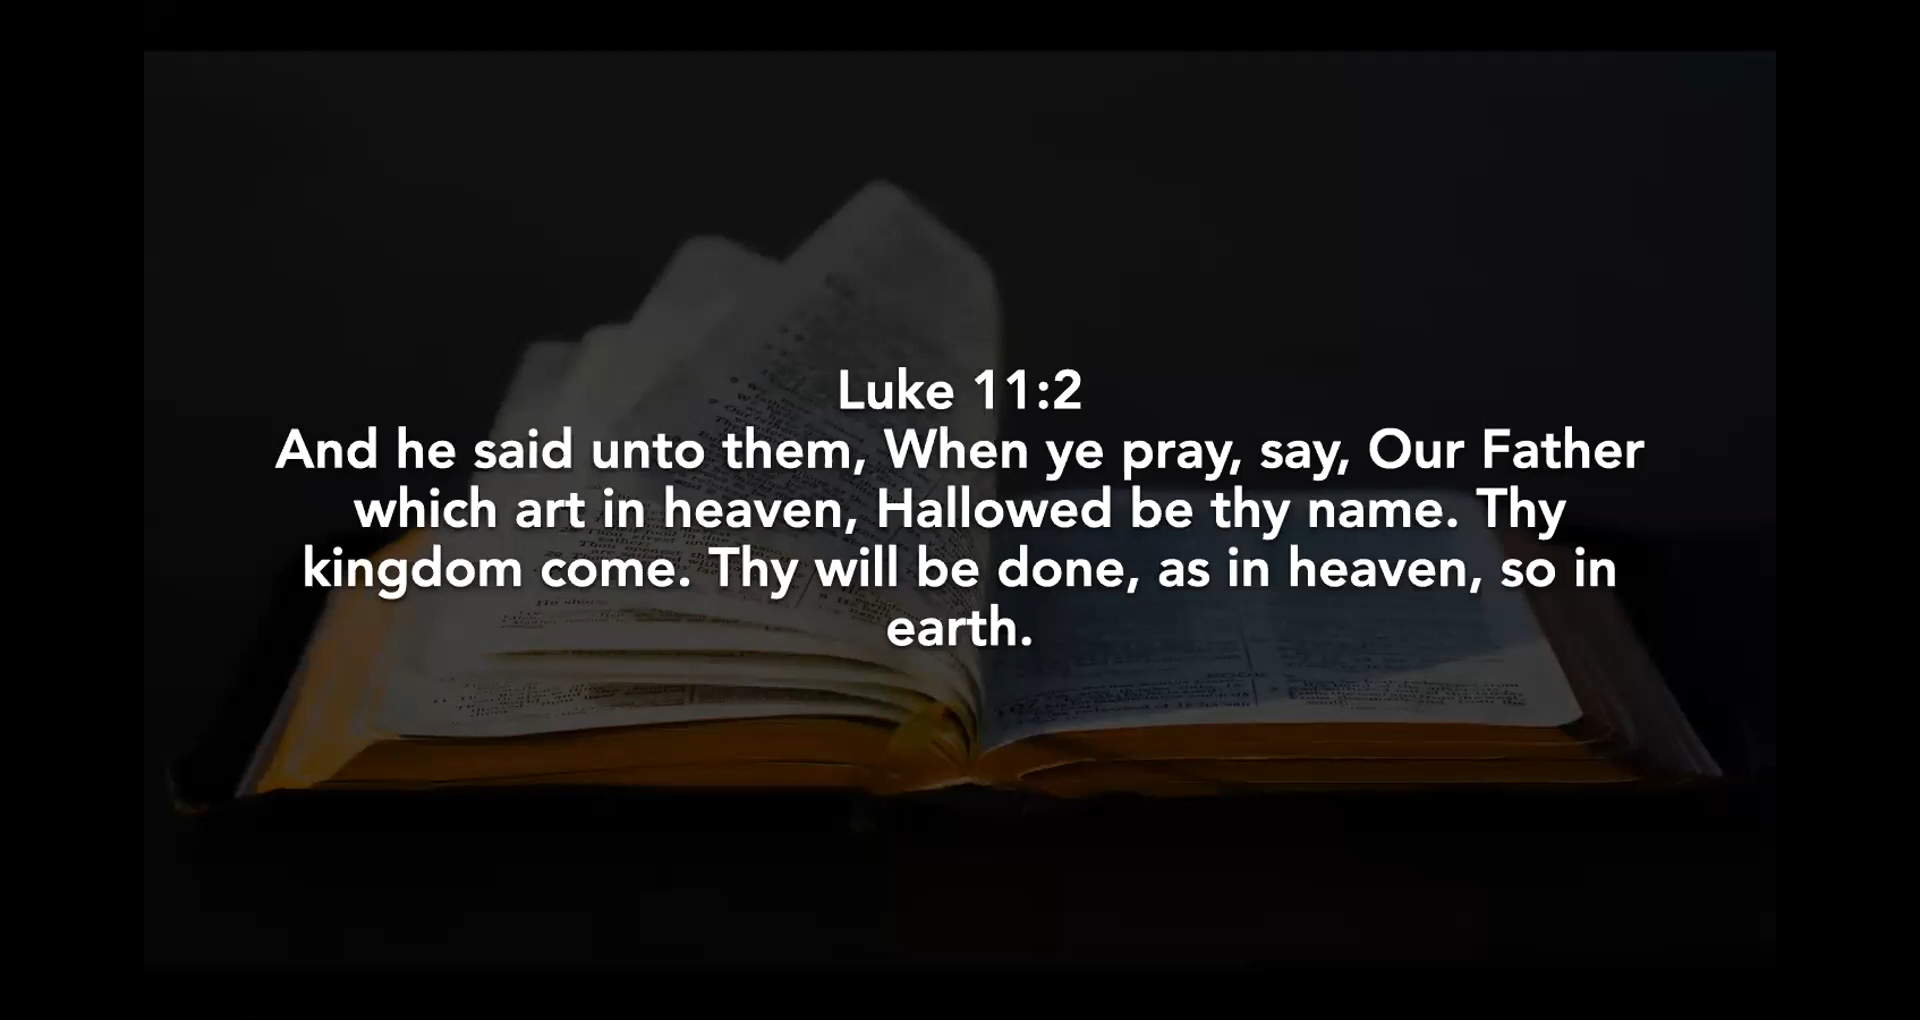 Luke 11:2
And he said unto them, When ye pray, say, Our Father
which art in heaven, Hallowed be thy name. Thy
kingdom come. Thy will be done, as in heaven, so in
earth.